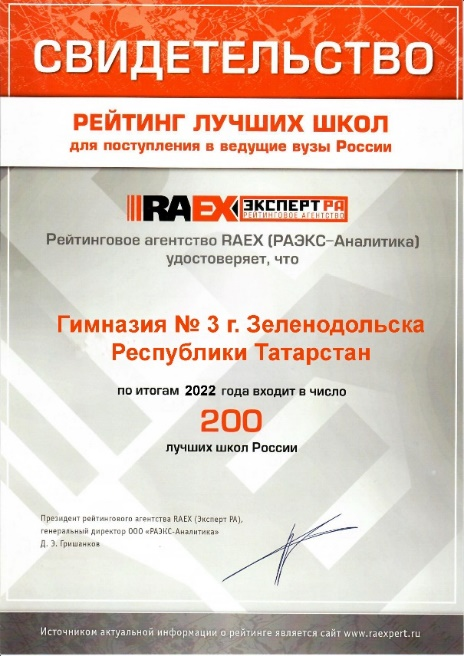 СВИДЕТЕЛЬСТВО
РЕЙТИНГ ЛУЧШИХ ШКОЛ
для поступления в ведущие вузы России
RAEX ЭКСПЕРТ РА
РЕЙТИНГОВОЕ АГЕНТСТВО
Рейтинговое агентство RAEX (РАЭКС–Аналитика)
удостоверяет, что
Гимназия № 3 г. Зеленодольска
Республики Татарстан
по итогам 2022 года входит в число
200
лучших школ России
Президент рейтингового агентства RAEX (Эксперт РА),
генеральный директор ООО «РАЭКС-Аналитика»
Д. Э. Гришанков
Источником актуальной информации о рейтинге является сайт www.raexpert.ru